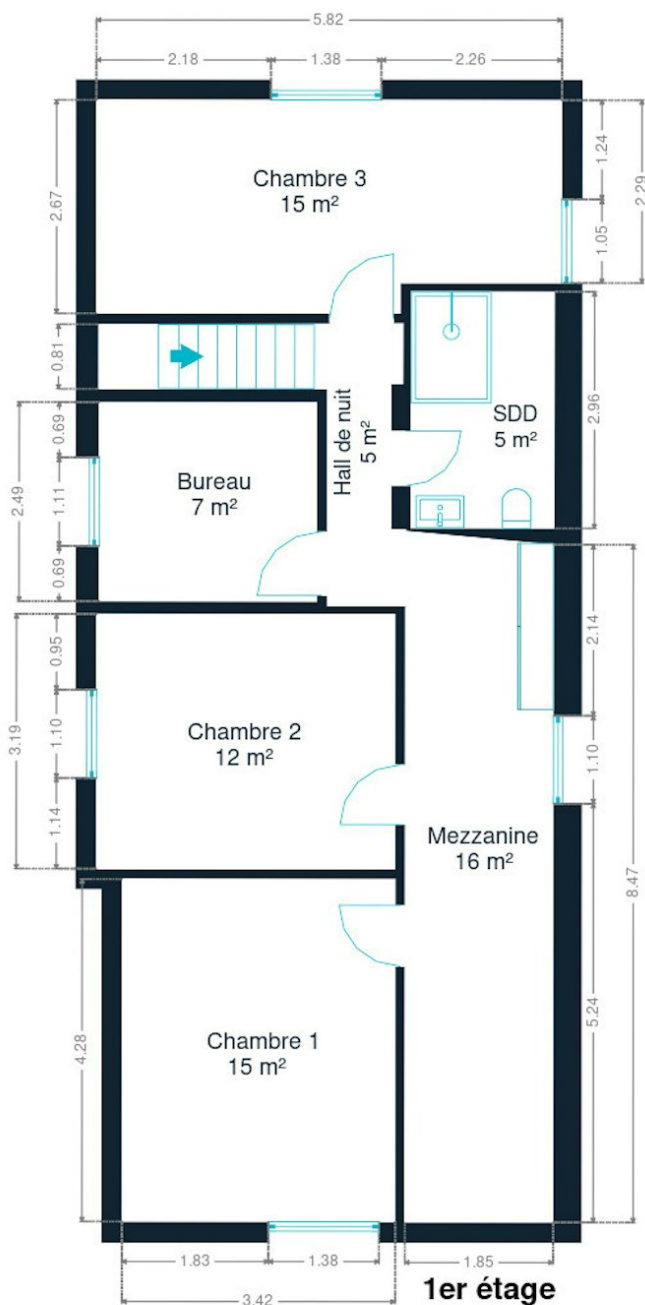 5.82
2.18
1.38
2.26
2.67
Chambre 3
15 m²
1.24
1.05
2.29
0.81
Hall de nuit
5 m²
SDD
5 m²
2.96
2.49
0.69
1.11
0.69
Bureau
7 m²
3.19
0.95
1.10
1.14
Chambre 2
12 m²
2.14
1.10
5.24
8.47
Mezzanine
16 m²
4.28
Chambre 1
15 m²
1.83
1.38
3.42
1.85
1er étage